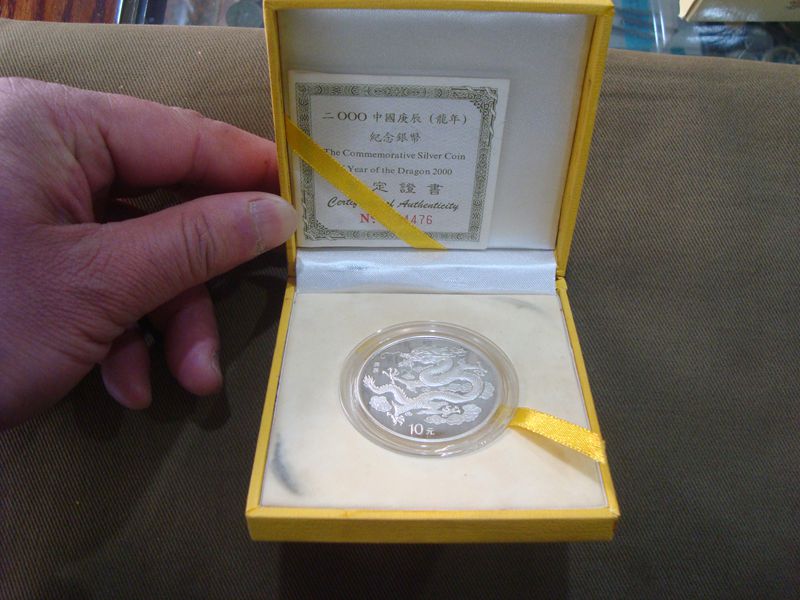 二OOO 中國庚辰（龍年）
紀念銀幣
The Commemorative Silver Coin
Year of the Dragon 2000
定證書
Authenticity
4476
10元